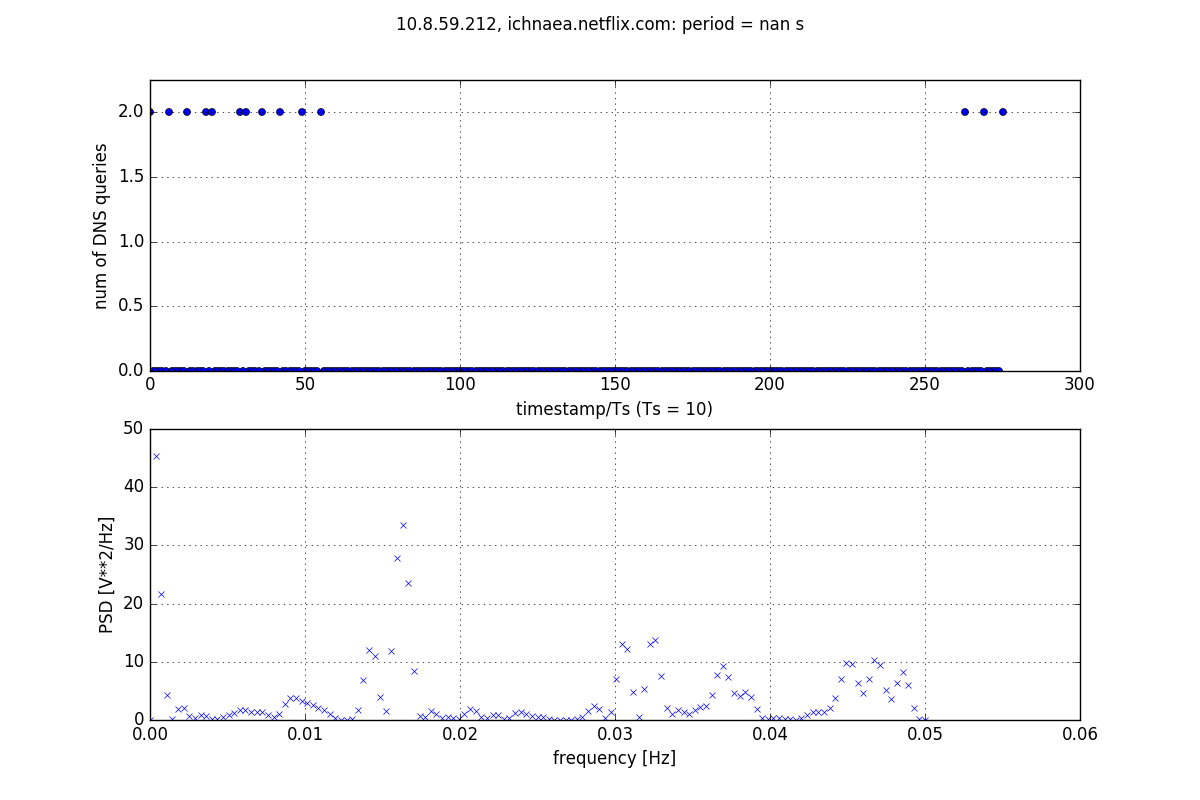 10.8.59.212, ichnaea.netflix.com: period = nan s
num of DNS queries
2.0
1.5
1.0
0.5
0.0
0 50 100 150 200 250 300
timestamp/Ts (Ts = 10)
PSD [V**2/Hz]
50
40
30
20
10
0
0.00 0.01 0.02 0.03 0.04 0.05 0.06
frequency [Hz]